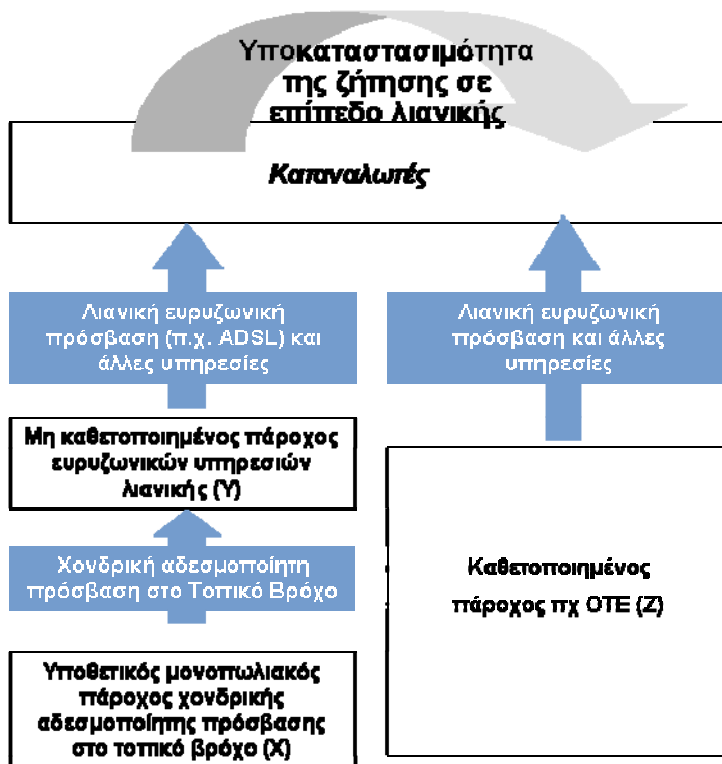 Υποκαταστασιμότητα
της ζήτησης σε
επίπεδο λιανικής
Καταναλωτές
Λιανική ευρυζωνική
πρόσβαση (π.χ. ADSL) και
άλλες υπηρεσίες
Λιανική ευρυζωνική
πρόσβαση και άλλες
υπηρεσίες
Μη καθετοποιημένος πάροχος
ευρυζωνικών υπηρεσιών
λιανικής (Υ)
Χονδρική αδεσμοποίητη
πρόσβαση στο Τοπικό Βρόχο
Καθετοποιημένος
πάροχος πχ ΟΤΕ (Ζ)
Υποθετικός μονοπωλιακός
πάροχος χονδρικής
αδεσμοποίητης πρόσβασης
στο τοπικό βρόχο (Χ)